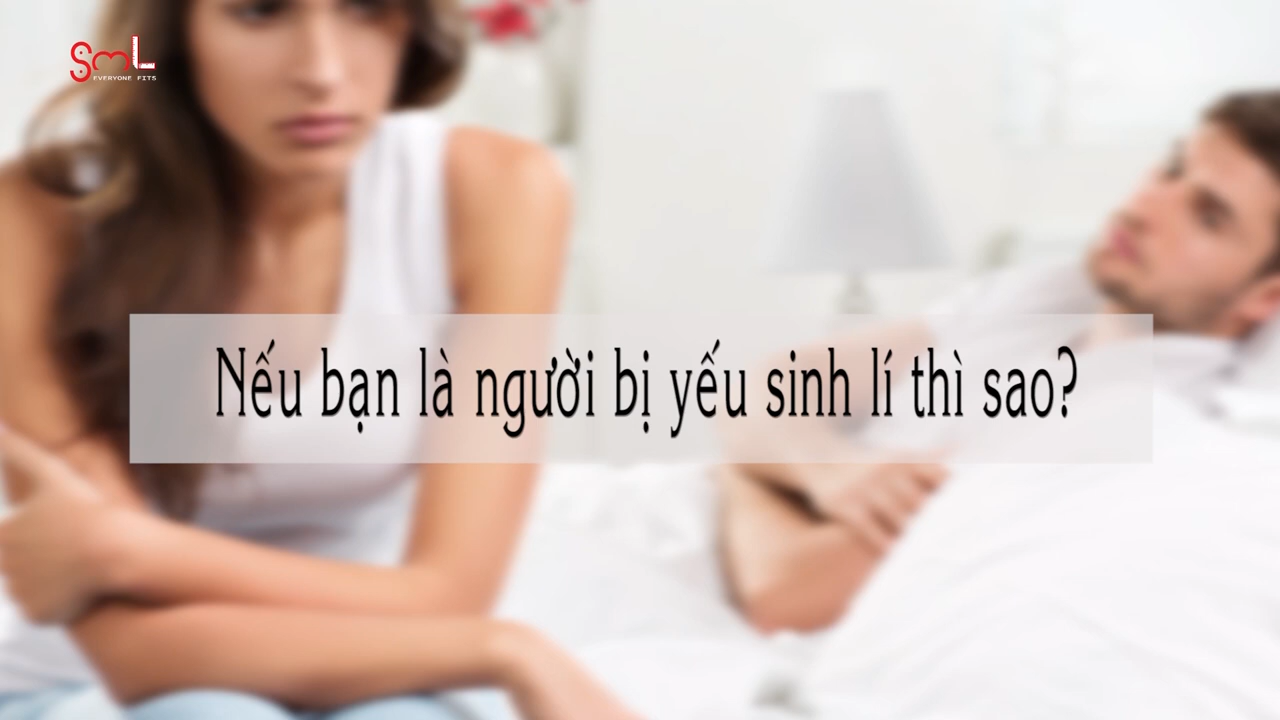 SmL
EVERYONE FITS
Nếu bạn là người bị yếu sinh lí thì sao?